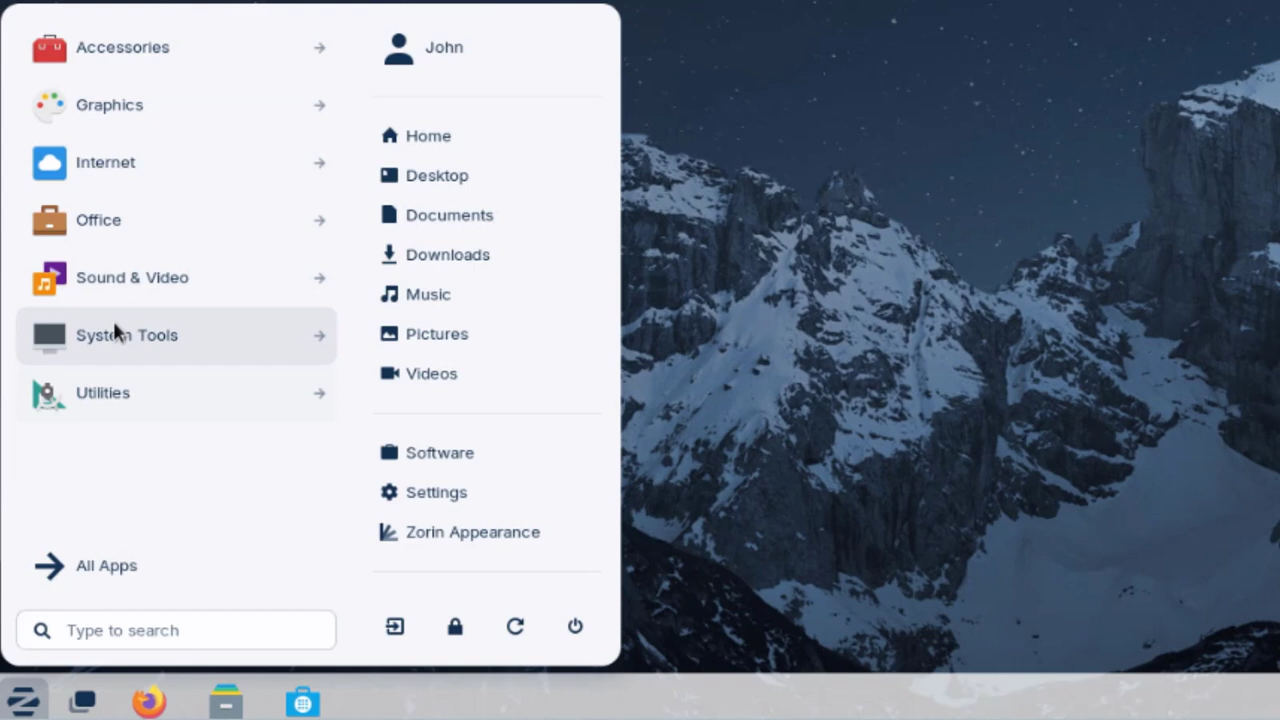 Accessories
Graphics
Internet
Office
Sound & Video
System Tools
Utilities
All Apps
Type to search
John
Home
Desktop
Documents
Downloads
Music
Pictures
Videos
Software
Settings
Zorin Appearance